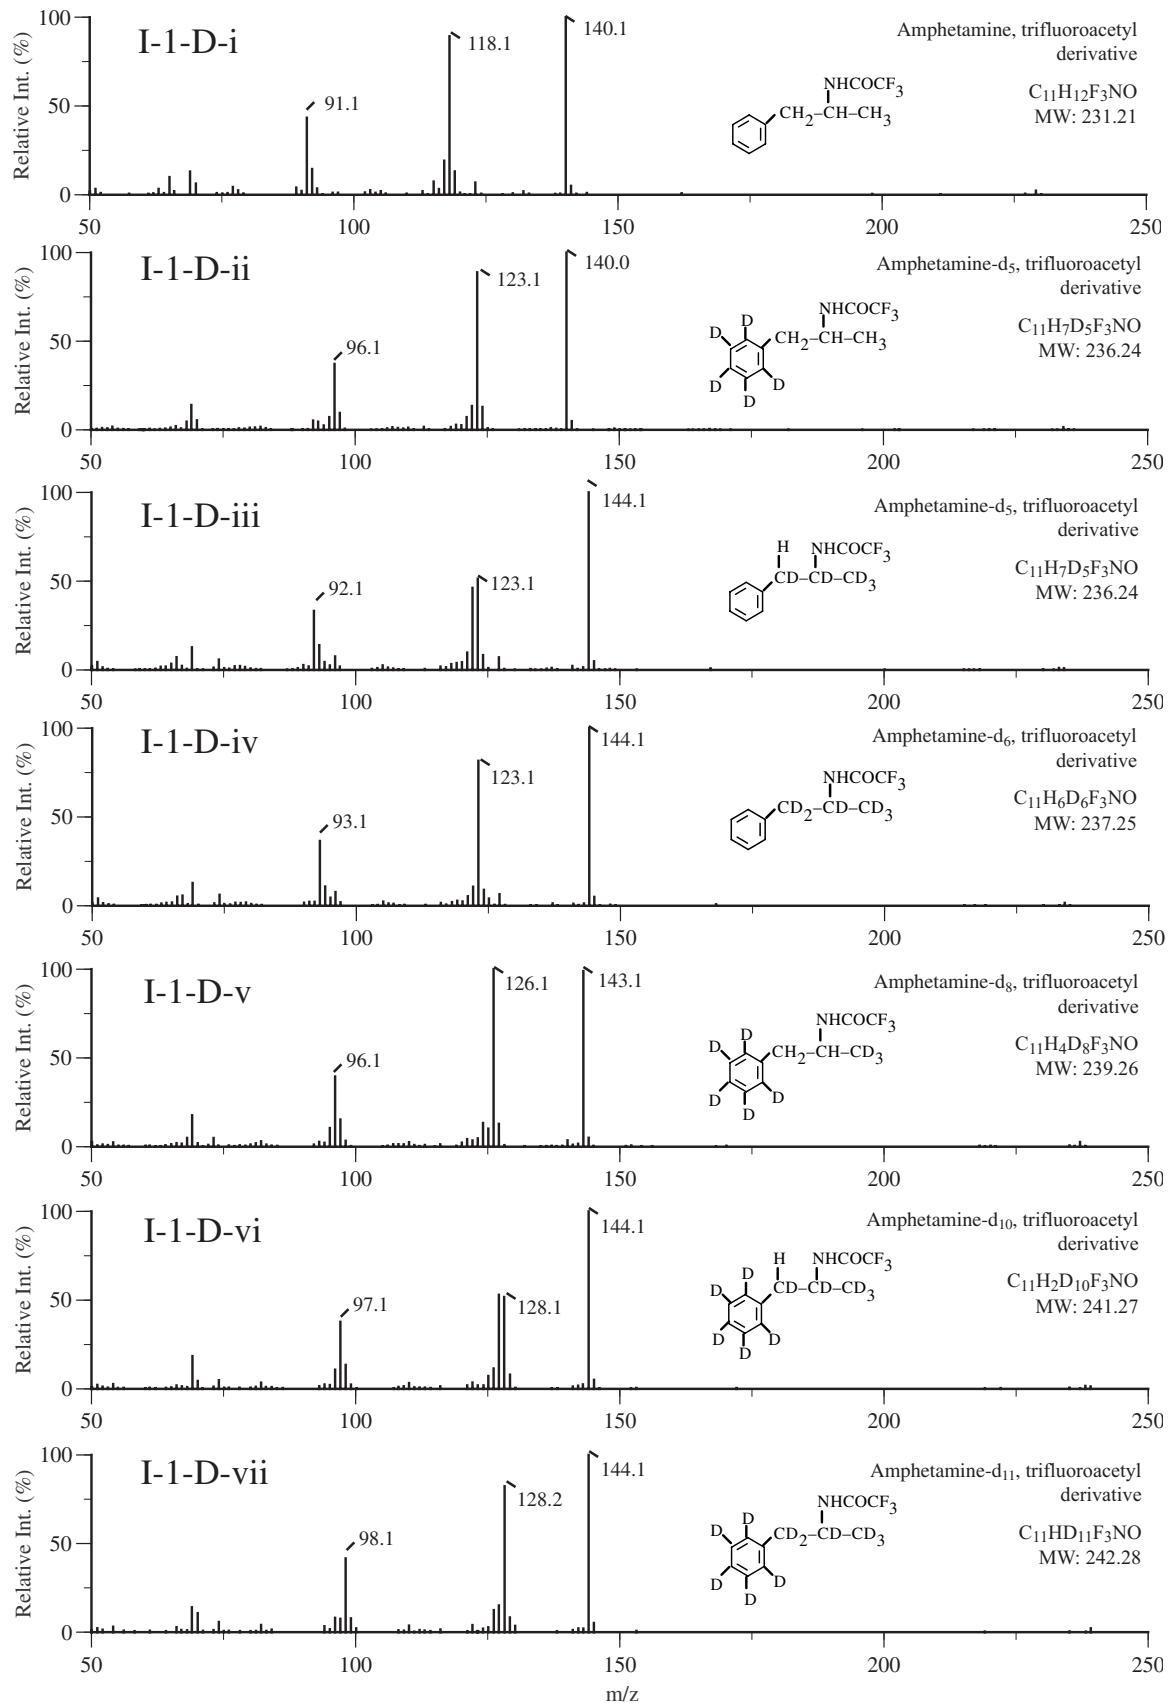 Relative Int. (%)
100
50
0
I-1-D-i
91.1
118.1
140.1
Amphetamine, trifluoroacetyl
derivative
C11H12F3NO
MW: 231.21
NHCOCF3
CH2–CH–CH3
50 100 150 200 250
Relative Int. (%)
100
50
0
I-1-D-ii
96.1
123.1
140.0
Amphetamine-d5, trifluoroacetyl
derivative
C11H7D5F3NO
MW: 236.24
NHCOCF3
CH2–CH–CH3
D D D D D
50 100 150 200 250
Relative Int. (%)
100
50
0
I-1-D-iii
92.1
123.1
144.1
Amphetamine-d5, trifluoroacetyl
derivative
C11H7D5F3NO
MW: 236.24
H NHCOCF3
CD–CD–CD3
50 100 150 200 250
Relative Int. (%)
100
50
0
I-1-D-iv
93.1
123.1
144.1
Amphetamine-d6, trifluoroacetyl
derivative
C11H6D6F3NO
MW: 237.25
NHCOCF3
CD2–CD–CD3
50 100 150 200 250
Relative Int. (%)
100
50
0
I-1-D-v
96.1
126.1
143.1
Amphetamine-d8, trifluoroacetyl
derivative
C11H4D8F3NO
MW: 239.26
NHCOCF3
CH2–CH–CD3
D D D D D
50 100 150 200 250
Relative Int. (%)
100
50
0
I-1-D-vi
97.1
128.1
144.1
Amphetamine-d10, trifluoroacetyl
derivative
C11H2D10F3NO
MW: 241.27
H NHCOCF3
CD–CD–CD3
D D D D D
50 100 150 200 250
Relative Int. (%)
100
50
0
I-1-D-vii
98.1
128.2
144.1
Amphetamine-d11, trifluoroacetyl
derivative
C11HD11F3NO
MW: 242.28
NHCOCF3
CD2–CD–CD3
D D D D D
50 100 150 200 250
m/z